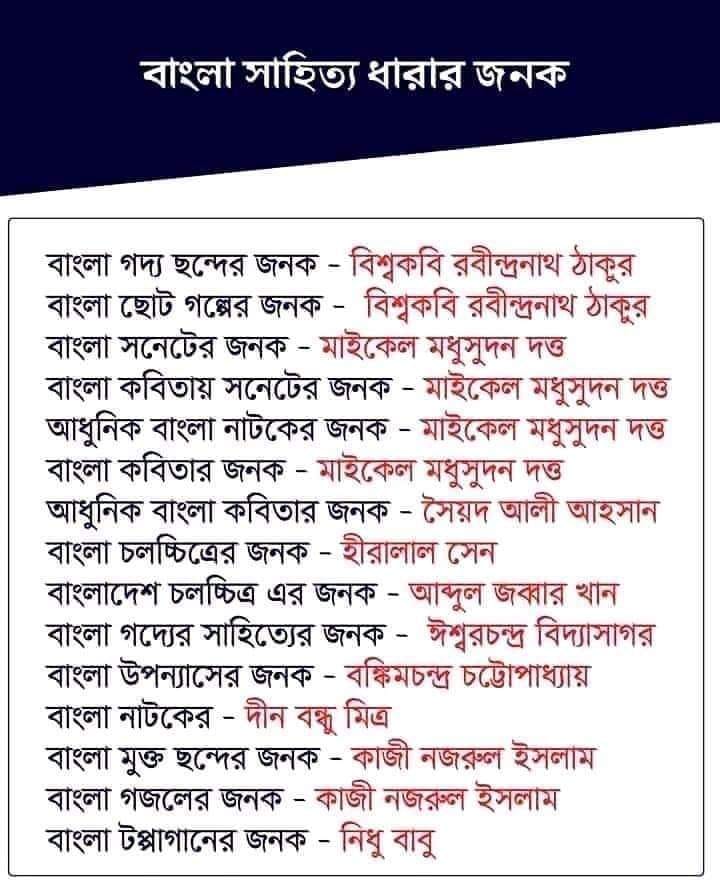 বাংলা সাহিত্য ধারার জনক
বাংলা গদ্য ছন্দের জনক – বিশ্বকবি রবীন্দ্রনাথ ঠাকুর
বাংলা ছোট গল্পের জনক – বিশ্বকবি রবীন্দ্রনাথ ঠাকুর
বাংলা সনেটের জনক – মাইকেল মধুসুদন দত্ত
বাংলা কবিতায় সনেটের জনক – মাইকেল মধুসুদন দত্ত
আধুনিক বাংলা নাটকের জনক – মাইকেল মধুসুদন দত্ত
বাংলা কবিতার জনক – মাইকেল মধুসুদন দত্ত
আধুনিক বাংলা কবিতার জনক – সৈয়দ আলী আহসান
বাংলা চলচ্চিত্রের জনক – হীরালাল সেন
বাংলাদেশ চলচ্চিত্র এর জনক – আব্দুল জব্বার খান
বাংলা গদ্যের সাহিত্যের জনক – ঈশ্বরচন্দ্র বিদ্যাসাগর
বাংলা উপন্যাসের জনক – বঙ্কিমচন্দ্র চট্টোপাধ্যায়
বাংলা নাটকের – দীন বন্ধু মিত্র
বাংলা মুক্ত ছন্দের জনক – কাজী নজরুল ইসলাম
বাংলা গজলের জনক – কাজী নজরুল ইসলাম
বাংলা টপ্পাগানের জনক – নিধু বাবু